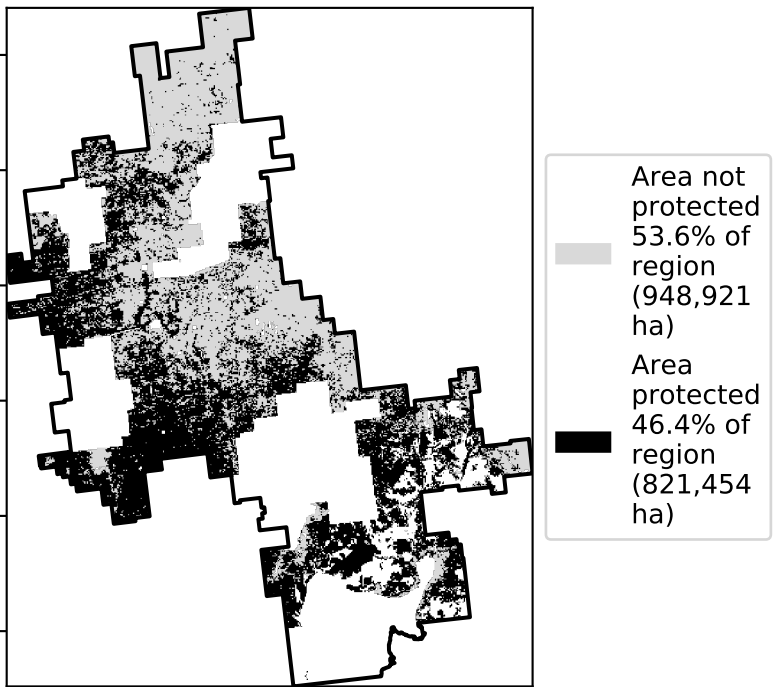 Area not
protected
53.6% of
region
(948,921
ha)
Area
protected
46.4% of
region
(821,454
ha)